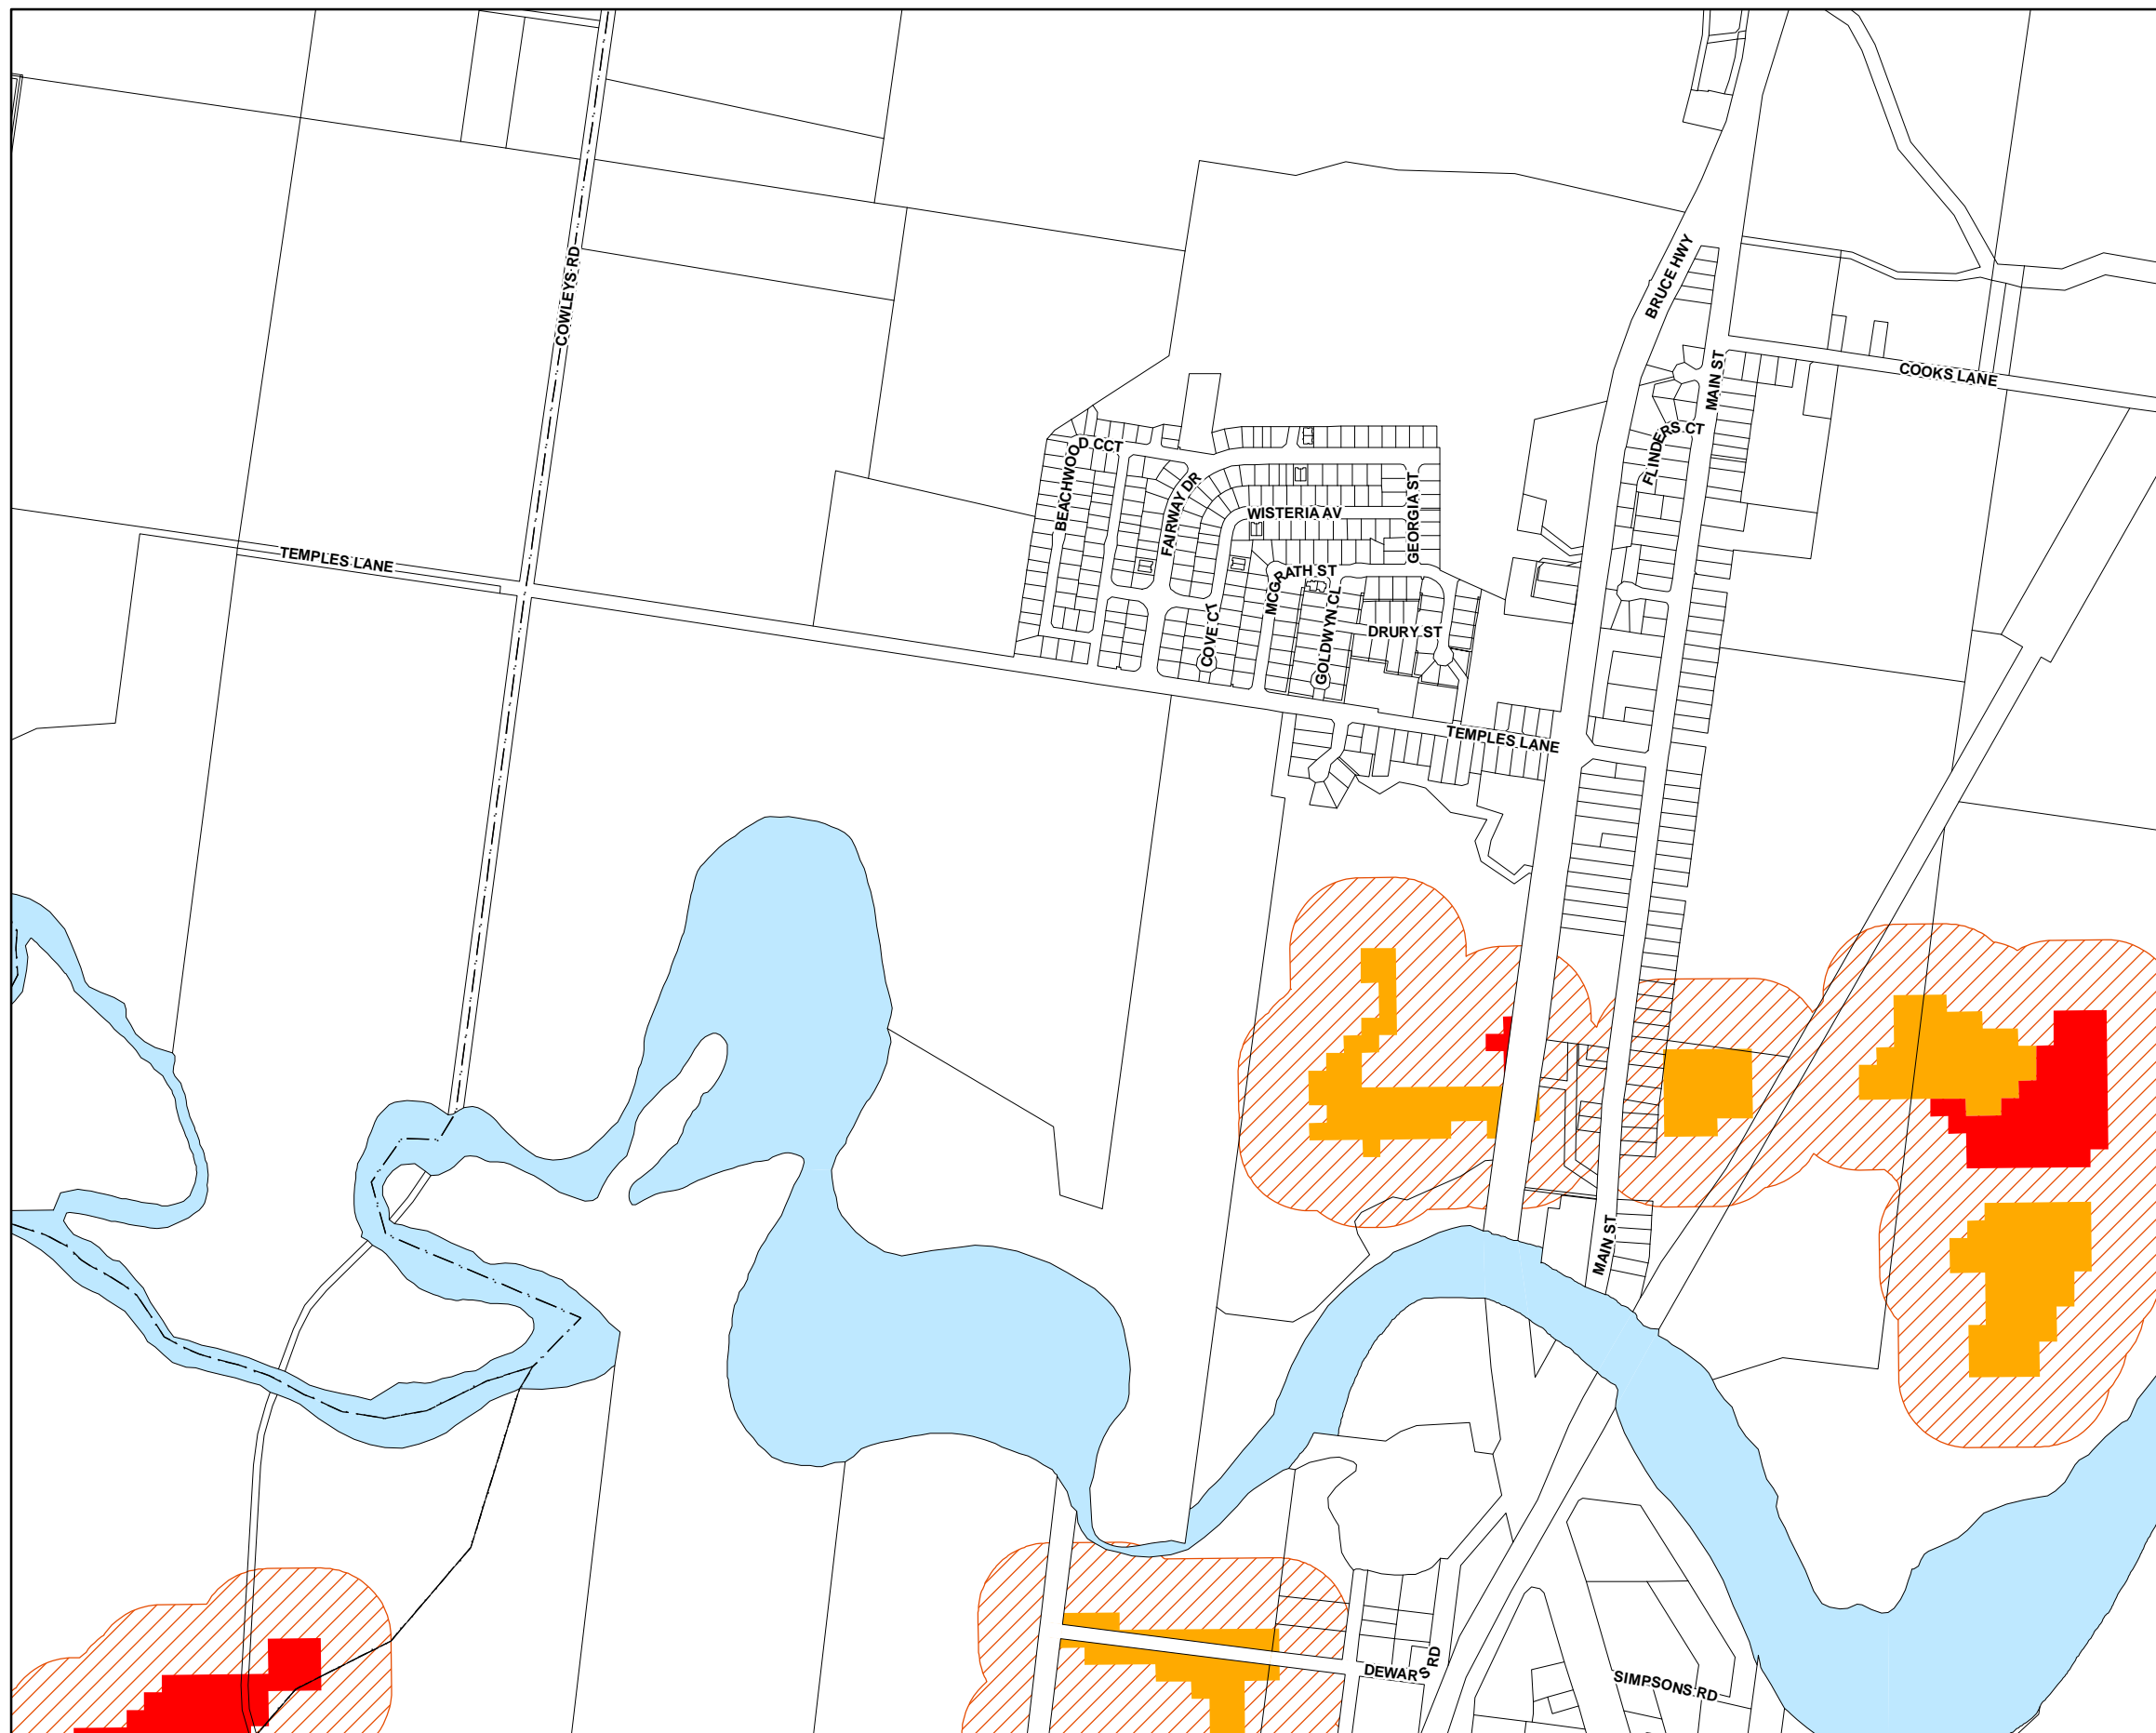 COWLEYS RD
BRUCE HWY
MAIN ST
COOKS LANE
FLINDERS CT
BEACHWOOD CCT
FAIRWAY DR
WISTERIA AV
GEORGIA ST
TEMPLES LANE
MCGRATH ST
GOLDWYN CL
COVE CT
DRURY ST
TEMPLES LANE
MAIN ST
DEWARS RD
SIMPSONS RD